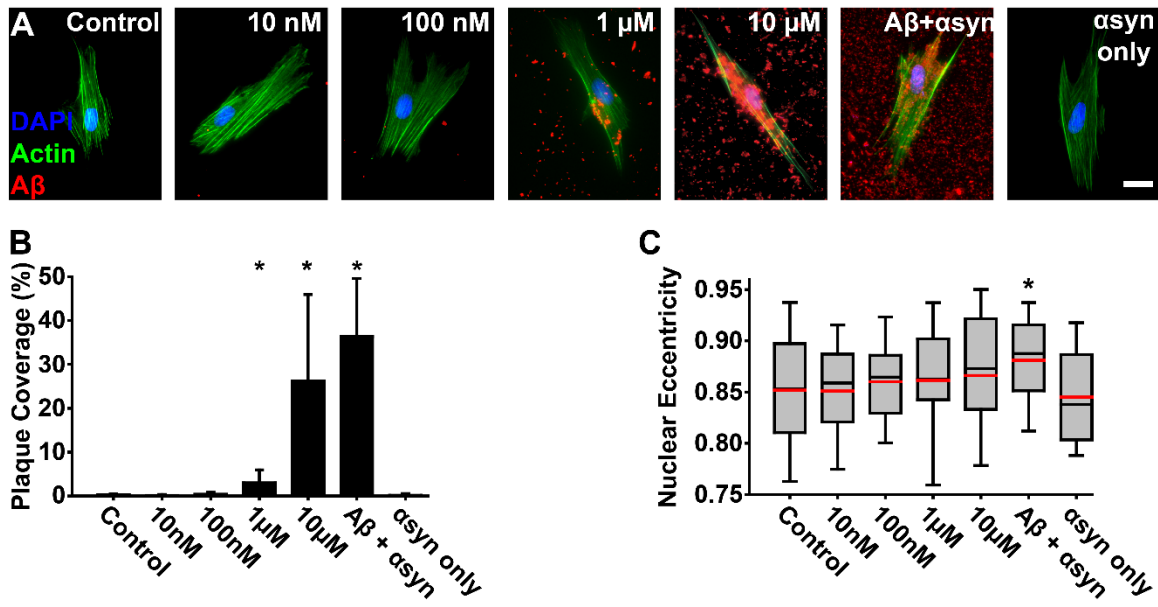 A
Control
10 nM
100 nM
1 µM
10 µM
Aβ+αsyn
αsyn
only
DAPI
Actin
Aβ
B
Plaque Coverage (%)
50
40
30
20
10
0
* * *
Control
10nM
100nM
1µM
10µM
Aβ + αsyn
αsyn only
C
Nuclear Eccentricity
0.95
0.90
0.85
0.80
0.75
*
Control
10nM
100nM
1µM
10µM
Aβ + αsyn
αsyn only